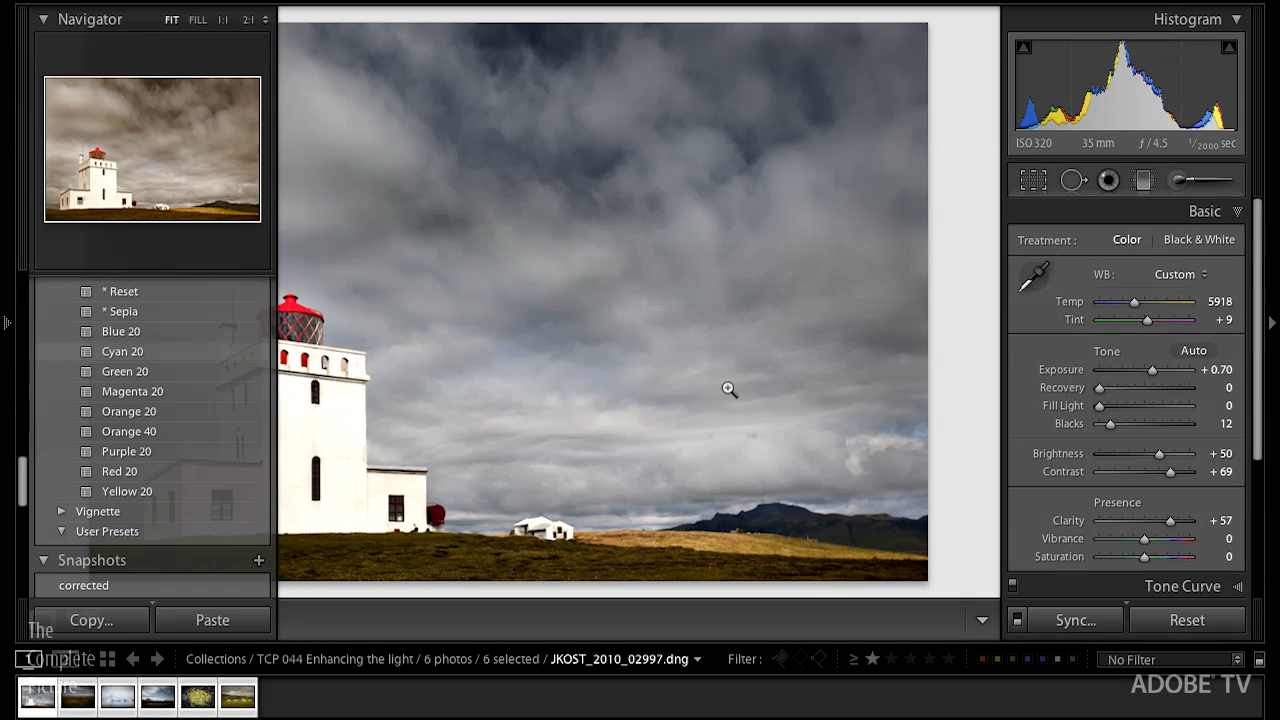 Navigator
FIT FILL 1:1 2:1
* Reset
* Sepia
Blue 20
Cyan 20
Green 20
Magenta 20
Orange 20
Orange 40
Purple 20
Red 20
Yellow 20
Vignette
User Presets
Snapshots +
corrected
Copy... Paste
Histogram
ISO 320 35 mm ƒ / 4.5 1/2000 sec
Basic
Treatment : Color Black & White
WB: Custom
Temp 5918
Tint + 9
Tone Auto
Exposure + 0.70
Recovery 0
Fill Light 0
Blacks 12
Brightness + 50
Contrast + 69
Presence
Clarity + 57
Vibrance 0
Saturation 0
Tone Curve
Sync... Reset
The
Complete
Picture
Collections / TCP 044 Enhancing the light / 6 photos / 6 selected / JKOST_2010_02997.dng
Filter : ≥ No Filter
ADOBE TV